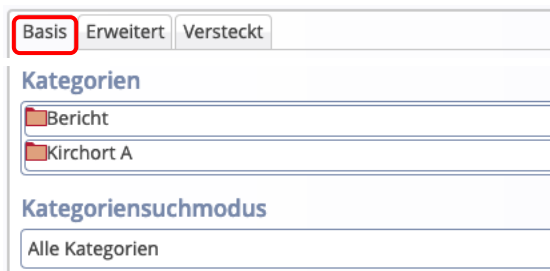 Basis Erweitert Versteckt
Kategorien
Bericht
Kirchort A
Kategoriensuchmodus
Alle Kategorien